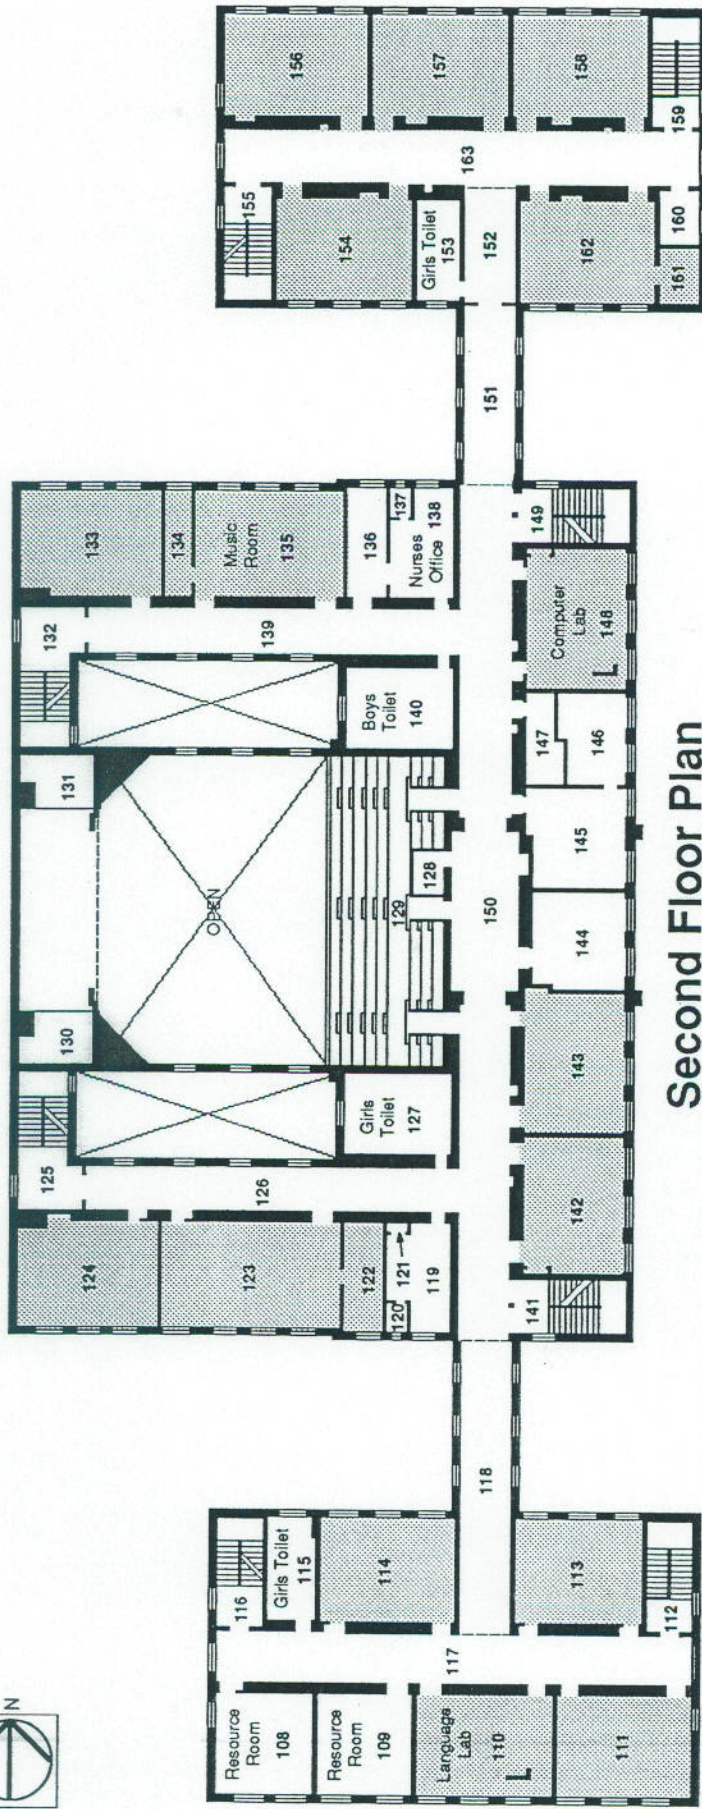 N
Second Floor Plan
Resource
Room
108
Resource
Room
109
Language
Lab
110
111
112
113
114
Girls Toilet
115
116
117
118
119
120
121
122
123
124
125
126
Girls
Toilet
127
128
129
130
131
132
133
134
Music
Room
135
136
137
Nurses
Office
138
139
Boys
Toilet
140
141
142
143
144
145
146
147
Computer
Lab
148
149
150
151
152
Girls Toilet
153
154
155
156
157
158
159
160
161
162
163
OPEN